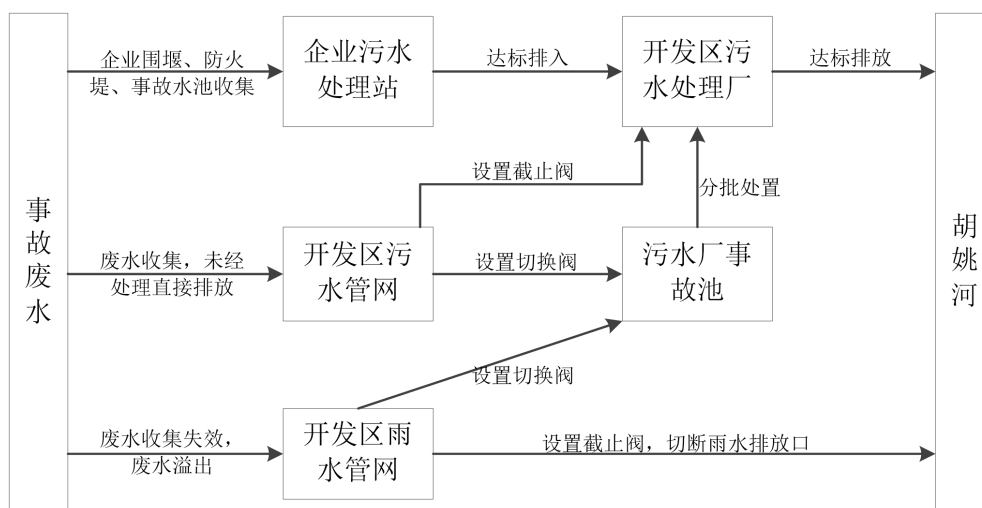 企业围堰、防火
堤、事故水池收集
企业污水
处理站
达标排入
开发区污
水处理厂
达标排放
设置截止阀
分批处置
事
故
废
水
废水收集，未经
处理直接排放
开发区污
水管网
设置切换阀
污水厂事
故池
胡
姚
河
设置切换阀
废水收集失效，
废水溢出
开发区雨
水管网
设置截止阀，切断雨水排放口